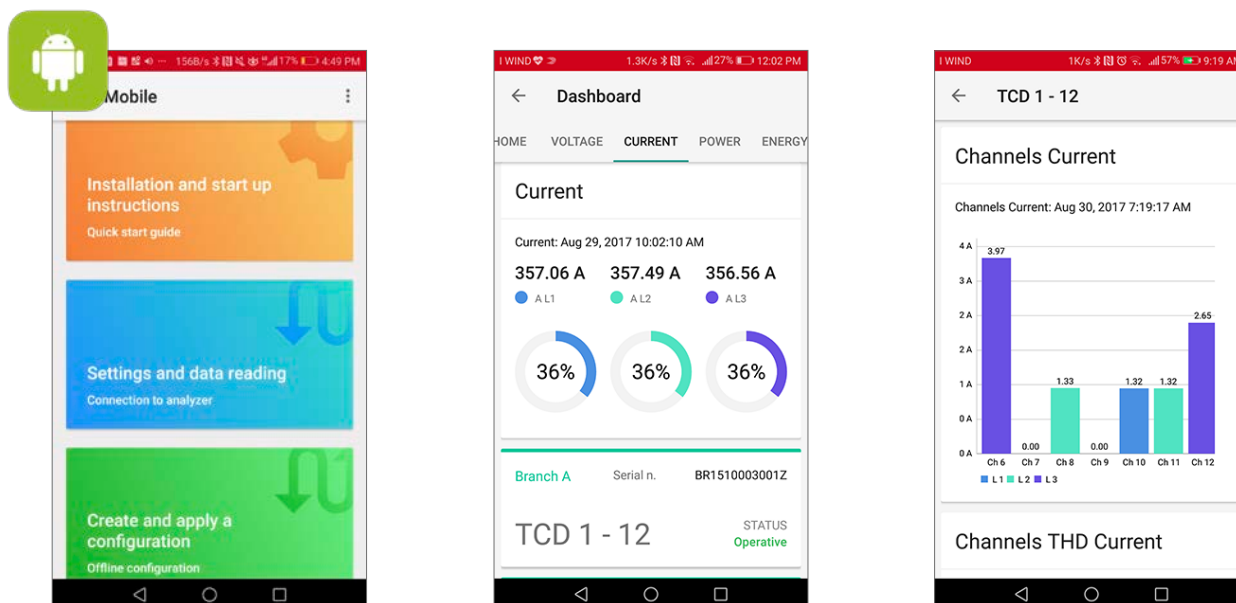 156B/s 17% 4:49 PM
Mobile
Installation and start up
instructions
Quick start guide
Settings and data reading
Connection to analyzer
Create and apply a
configuration
Offline configuration
I WIND 1.3K/s 27% 12:02 PM
Dashboard
HOME VOLTAGE CURRENT POWER ENERGY
Current
Current: Aug 29, 2017 10:02:10 AM
357.06 A 357.49 A 356.56 A
A L1 A L2 A L3
36% 36% 36%
Branch A Serial n. BR1510003001Z
TCD 1 - 12 STATUS
Operative
I WIND 1K/s 57% 9:19 AM
TCD 1 - 12
Channels Current
Channels Current: Aug 30, 2017 7:19:17 AM
4 A 3.97
3 A
2 A 2.65
2 A
1 A 1.33 1.32 1.32
0 A
0 A 0.00 0.00
Ch 6 Ch 7 Ch 8 Ch 9 Ch 10 Ch 11 Ch 12
L 1 L 2 L 3
Channels THD Current